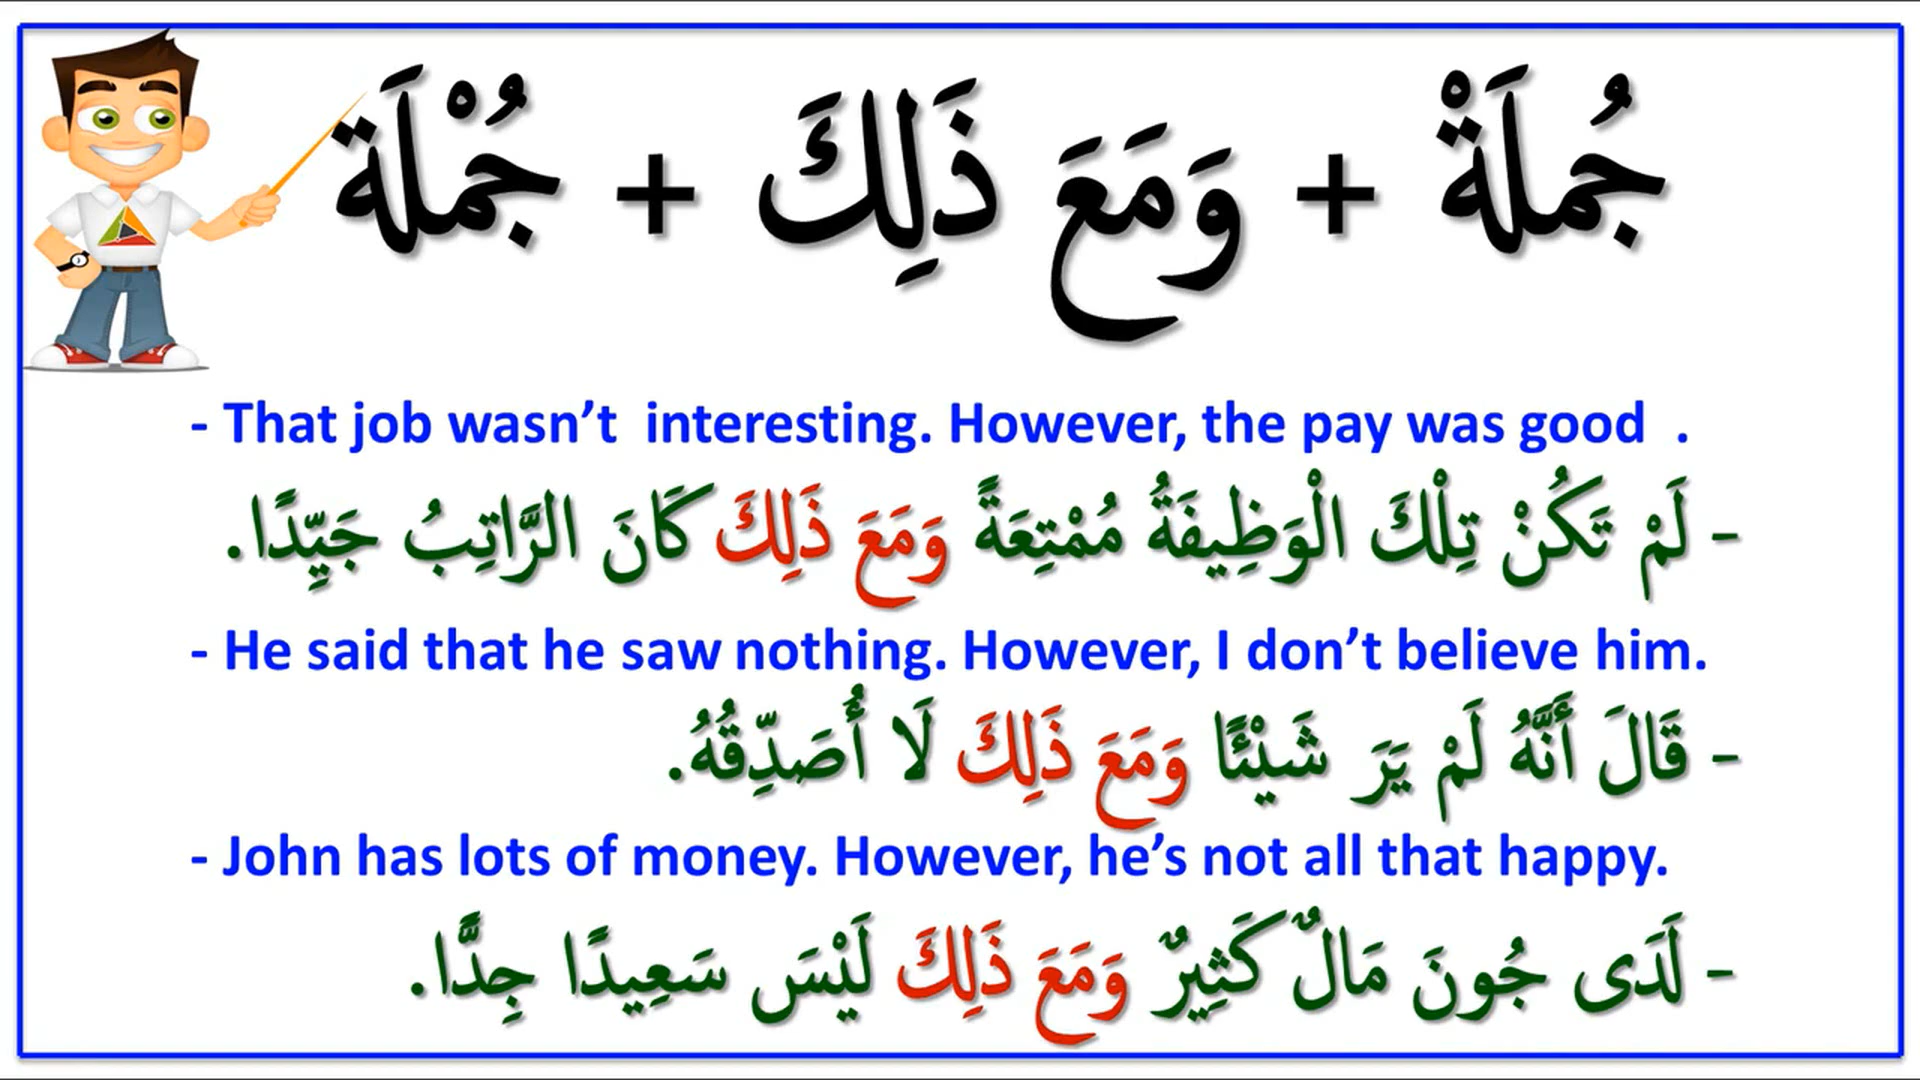 جُملَةْ + وَمَعَ ذَلِكَ + جُمْلَة
- That job wasn’t  interesting. However, the pay was good  .
- لَمْ تَكُنْ تِلْكَ الْوَظِيفَةُ مُمْتِعَةً وَمَعَ ذَلِكَ كَانَ الرَّاتِبُ جَيِّدًا.
- He said that he saw nothing. However, I don’t believe him.
- قَالَ أَنَّهُ لَمْ يَرَ شَيْئًا وَمَعَ ذَلِكَ لَا أُصَدِّقُهُ.
- John has lots of money. However, he’s not all that happy.
- لَدَى جُونَ مَالٌ كَثِيرٌ وَمَعَ ذَلِكَ لَيْسَ سَعِيدًا جِدًّا.